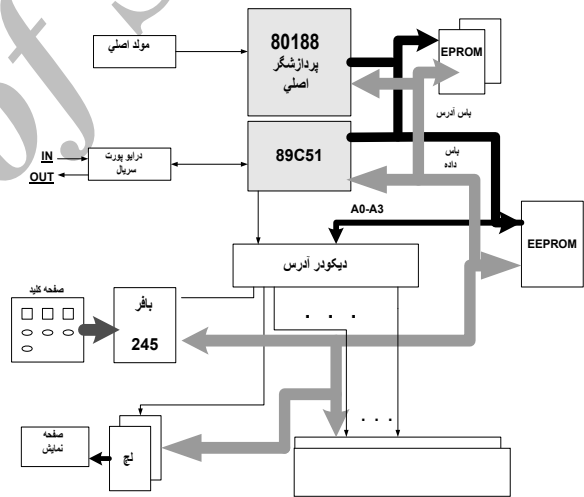 80188
پردازشگر
اصلي
مولد اصلي
EPROM
باس آدرس
89C51
باس
داده
IN
OUT
درايو پورت
سريال
A0-A3
EEPROM
ديكودر آدرس
صفحه كليد
بافر
245
. . .
. . .
صفحه
نمايش
لچ